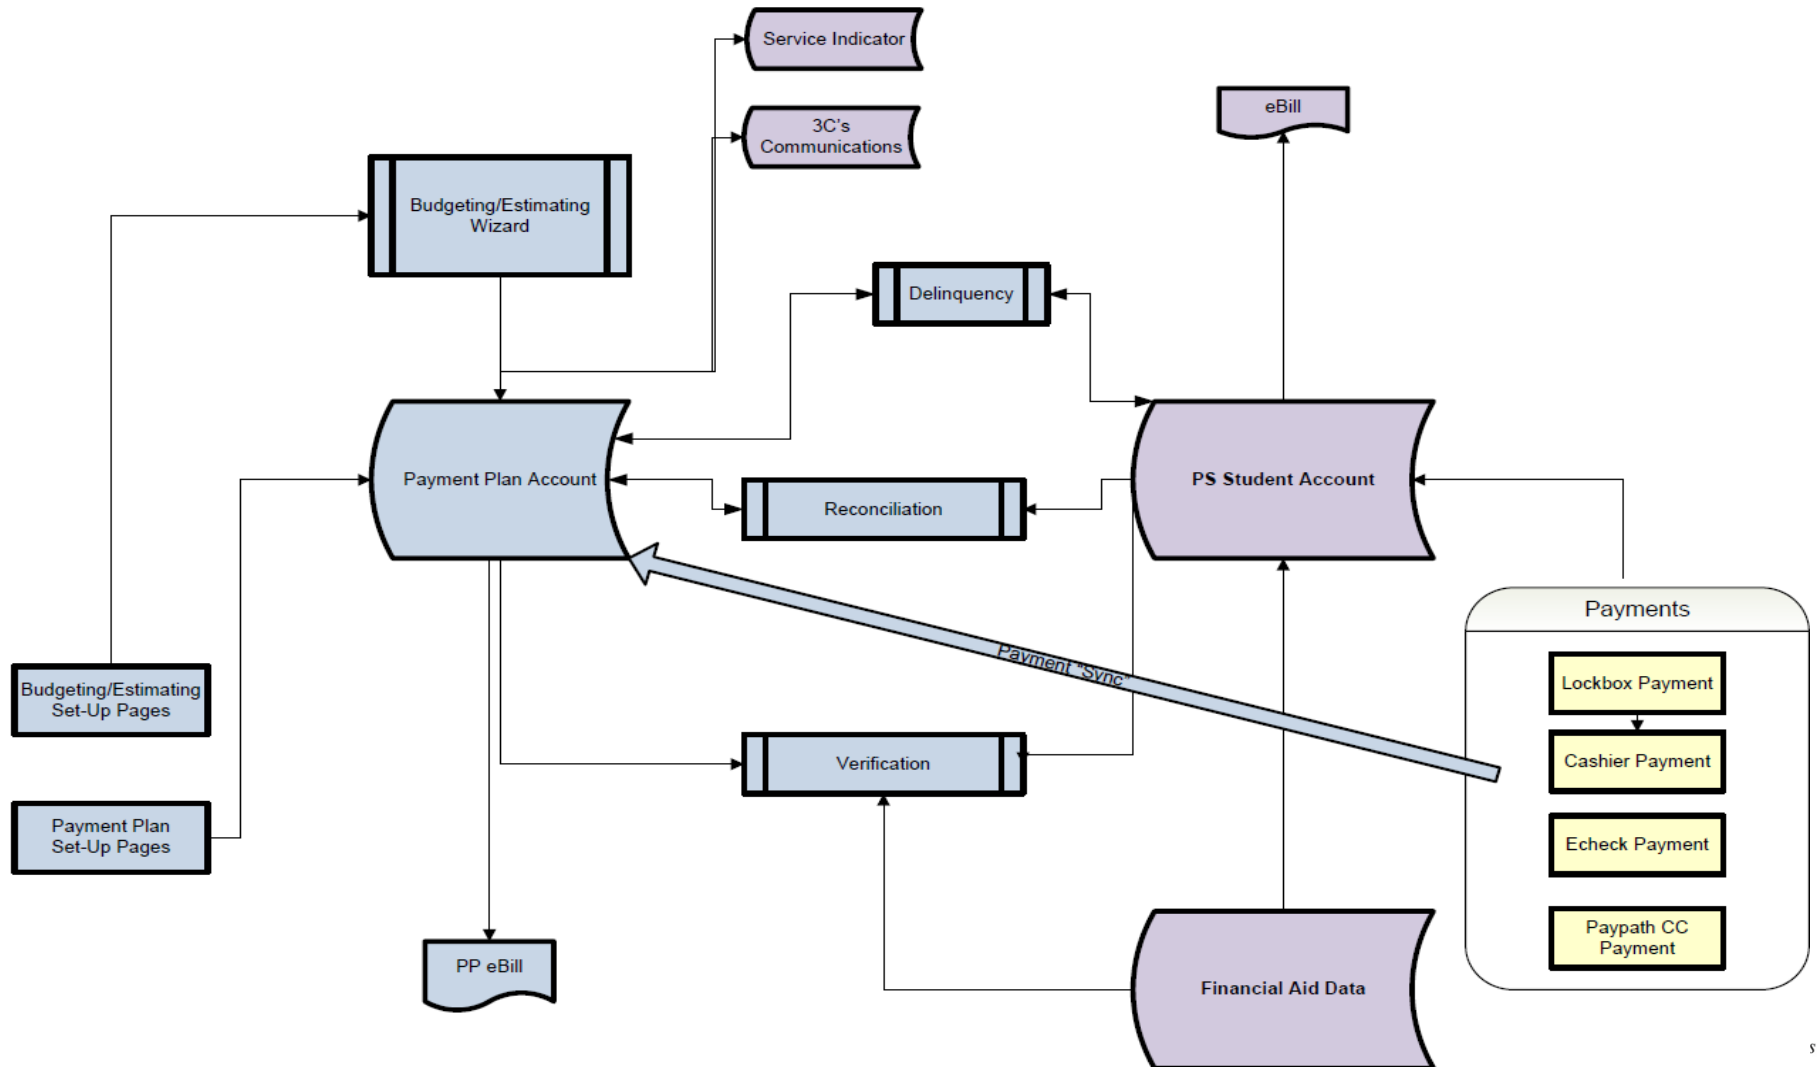 Service Indicator
3C's
Communications
eBill
Budgeting/Estimating
Wizard
Delinquency
Payment Plan Account
PS Student Account
Reconciliation
Payments
Payment "Sync"
Lockbox Payment
Budgeting/Estimating
Set-Up Pages
Cashier Payment
Verification
Payment Plan
Set-Up Pages
Echeck Payment
Paypath CC
Payment
PP eBill
Financial Aid Data
s